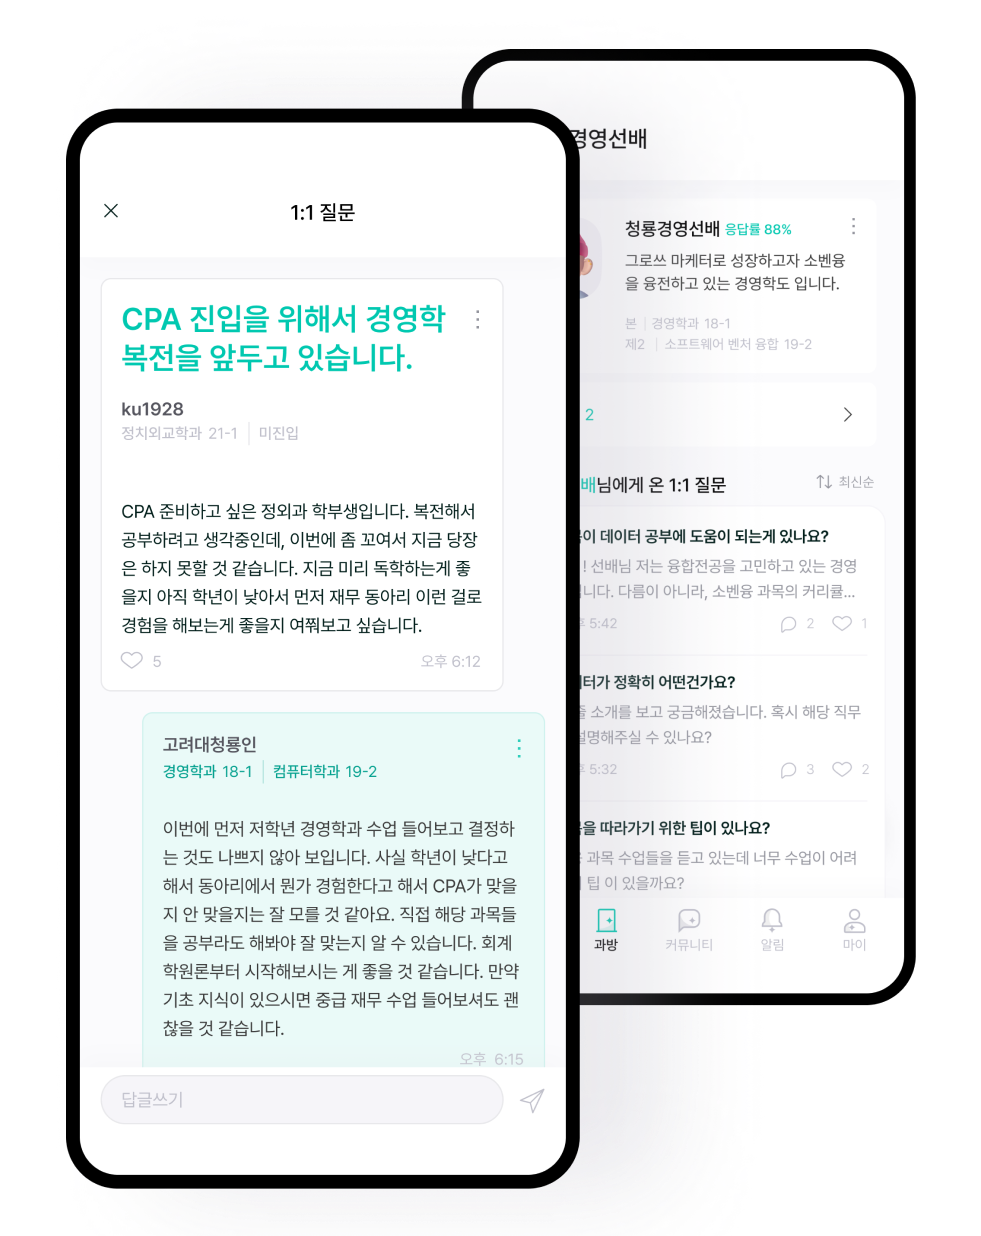 1:1 질문
CPA 진입을 위해서 경영학
복전을 앞두고 있습니다.
ku1928
정치외교학과 21-1 | 미진입
CPA 준비하고 싶은 정외과 학부생입니다. 복전해서
공부하려고 생각중인데, 이번에 좀 꼬여서 지금 당장
은 하지 못할 것 같습니다. 지금 미리 독학하는게 좋
을지 아직 학년이 낮아서 먼저 재무 동아리 이런 걸로
경험을 해보는게 좋을지 여쭤보고 싶습니다.
5
오후 6:12
고려대청룡인
경영학과 18-1 | 컴퓨터학과 19-2
이번에 먼저 저학년 경영학과 수업 들어보고 결정하
는 것도 나쁘지 않아 보입니다. 사실 학년이 낮다고
해서 동아리에서 뭔가 경험한다고 해서 CPA가 맞을
지 안 맞을지는 잘 모를 것 같아요. 직접 해당 과목들
을 공부라도 해봐야 잘 맞는지 알 수 있습니다. 회계
학원론부터 시작해보시는 게 좋을 것 같습니다. 만약
기초 지식이 있으시면 중급 재무 수업 들어보셔도 괜
찮을 것 같습니다.
오후 6:15
답글쓰기
경영선배
청룡경영선배 응답률 88%
그로쓰 마케터로 성장하고자 소벤융
을 융전하고 있는 경영학도 입니다.
본 | 경영학과 18-1
제2 | 소프트웨어 벤처 융합 19-2
2
배님에게 온 1:1 질문
최신순
이 데이터 공부에 도움이 되는게 있나요?
! 선배님 저는 융합전공을 고민하고 있는 경영
니다. 다름이 아니라, 소벤융 과목의 커리큘...
5:42
2
1
터가 정확히 어떤건가요?
줄 소개를 보고 궁금해졌습니다. 혹시 해당 직무
설명해주실 수 있나요?
5:32
3
2
을 따라가기 위한 팁이 있나요?
과목 수업들을 듣고 있는데 너무 수업이 어려
팁 이 있을까요?
과방
커뮤니티
알림
마이